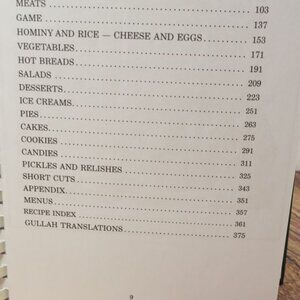 MEATS 103
GAME 137
HOMINY AND RICE — CHEESE AND EGGS 153
VEGETABLES 171
HOT BREADS 191
SALADS 209
DESSERTS 223
ICE CREAMS 251
PIES 263
CAKES 275
COOKIES 291
CANDIES 311
PICKLES AND RELISHES 325
SHORT CUTS 343
APPENDIX 351
MENUS 357
RECIPE INDEX 361
GULLAH TRANSLATIONS 375
9